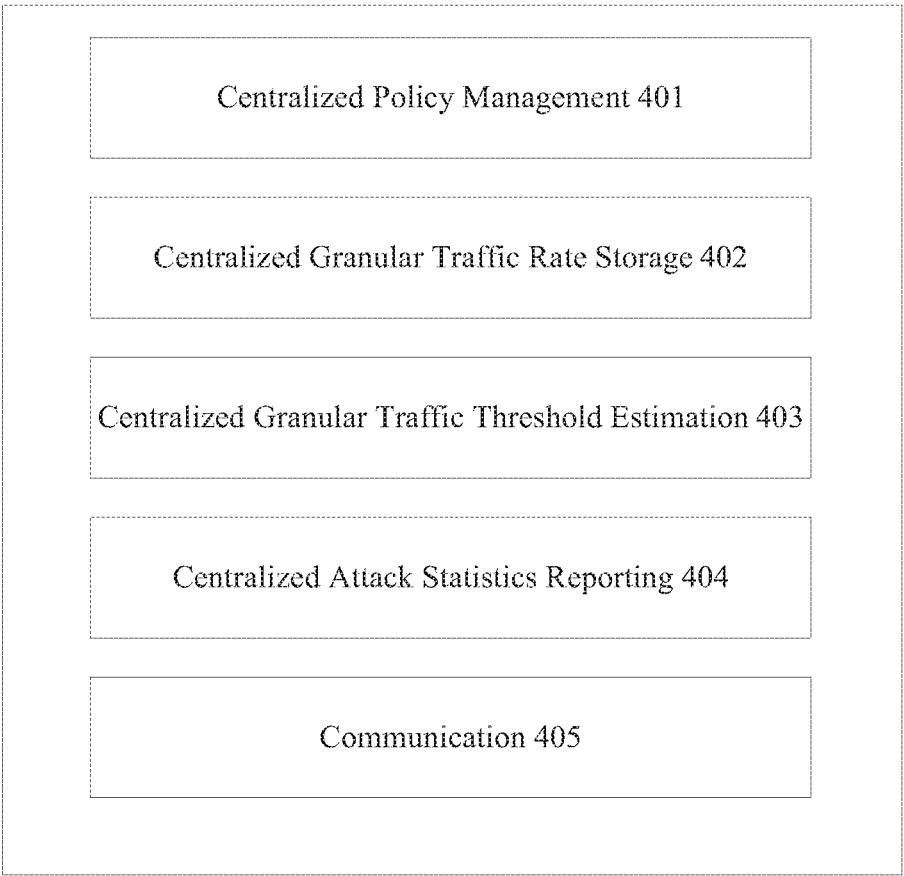 Centralized Policy Management 401
Centralized Granular Traffic Rate Storage 402
Centralized Granular Traffic Threshold Estimation 403
Centralized Attack Statistics Reporting 404
Communication 405